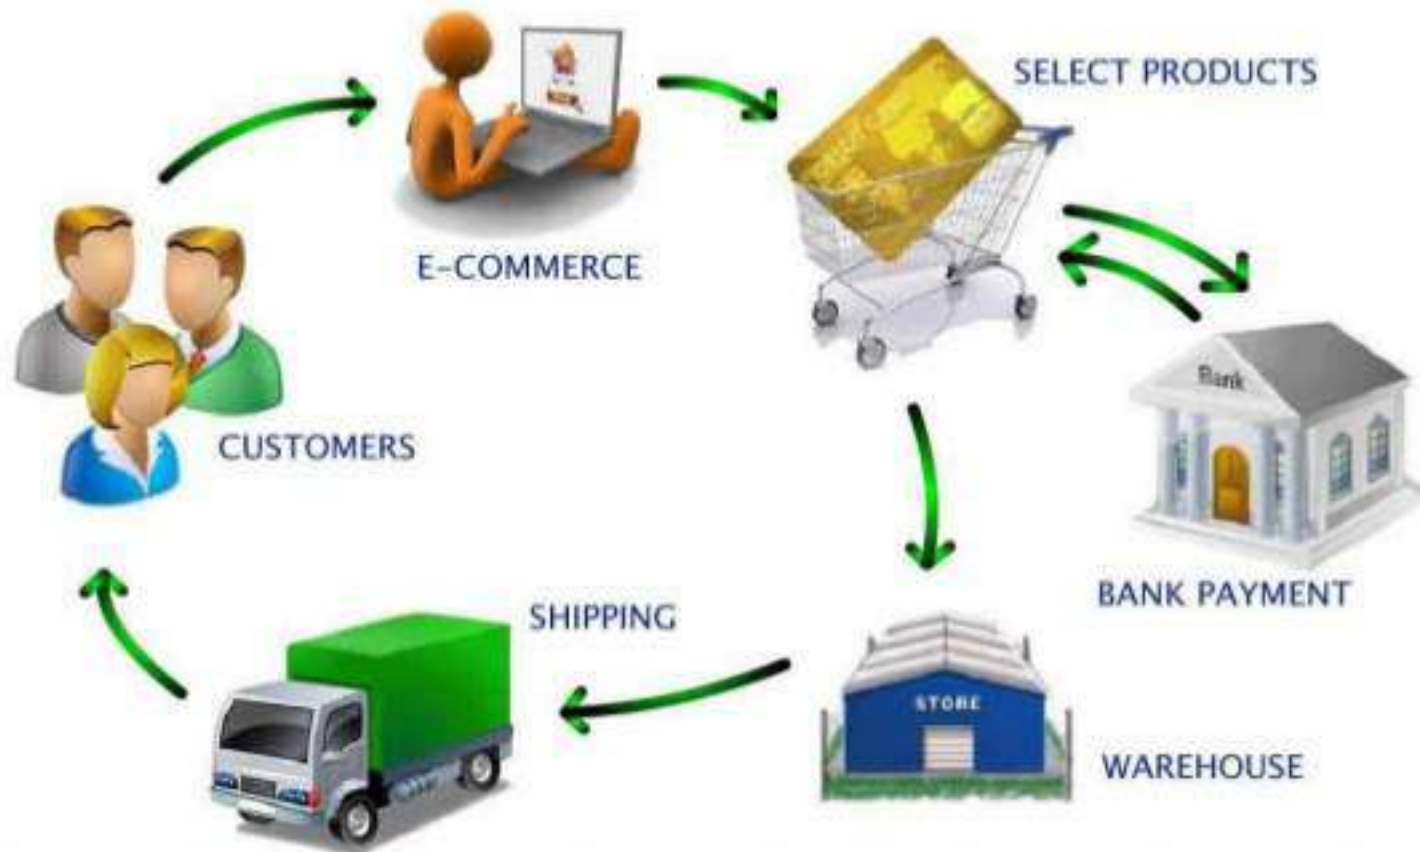 SELECT PRODUCTS
E-COMMERCE
Bank
CUSTOMERS
BANK PAYMENT
SHIPPING
STORE
WAREHOUSE